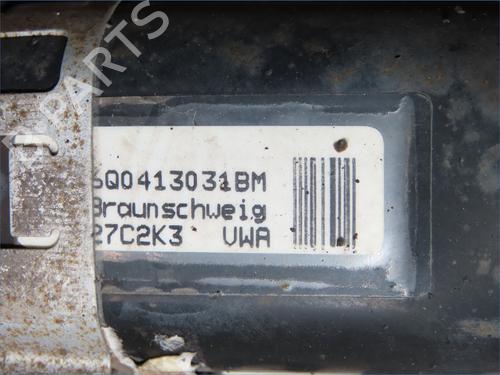 6Q0413031BM
Braunschweig
27C2K3 VWA
B-PARTS